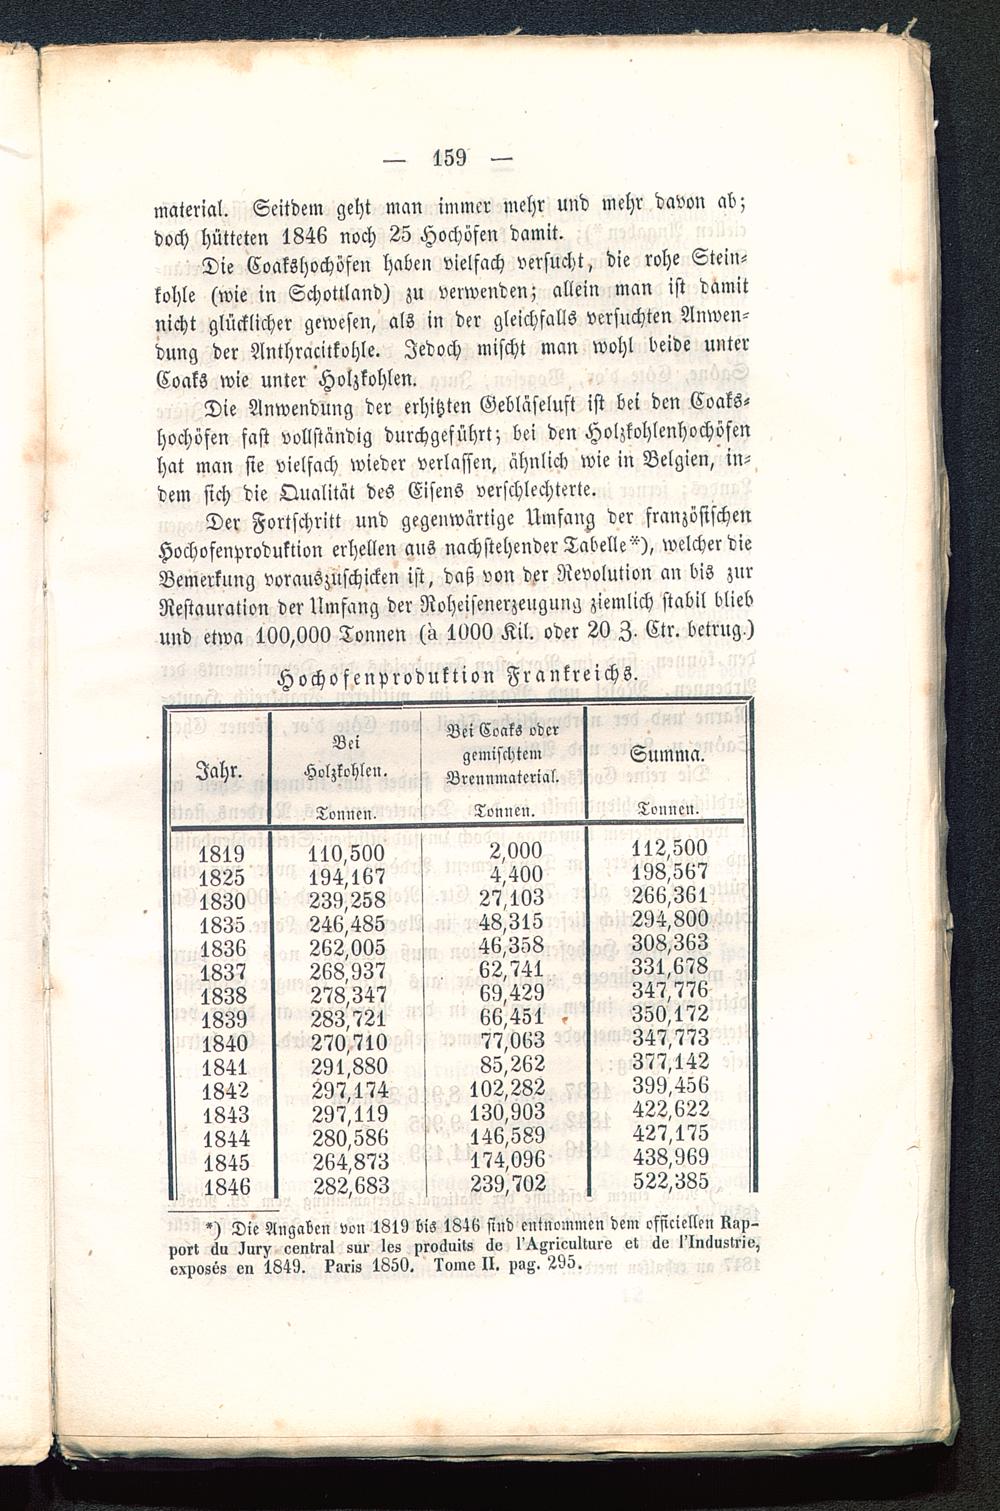 — 159 —
material. Seitdem geht man immer mehr und mehr davon ab;
doch hütteten 1846 noch 25 Hochöfen damit.
Die Coakshochöfen haben vielfach versucht, die rohe Stein-
kohle (wie in Schottland) zu verwenden; allein man ist damit
nicht glücklicher gewesen, als in der gleichfalls versuchten Anwen-
dung der Anthracitkohle. Jedoch mischt man wohl beide unter
Coaks wie unter Holzkohlen.
Die Anwendung der erhitzten Gebläseluft ist bei den Coaks-
hochöfen fast vollständig durchgeführt; bei den Holzkohlenhochöfen
hat man sie vielfach wieder verlassen, ähnlich wie in Belgien, in-
dem sich die Qualität des Eisens verschlechterte.
Der Fortschritt und gegenwärtige Umfang der französischen
Hochofenproduktion erhellen aus nachstehender Tabelle*), welcher die
Bemerkung vorauszuschicken ist, daß von der Revolution an bis zur
Restauration der Umfang der Roheisenerzeugung ziemlich stabil blieb
und etwa 100,000 Tonnen (à 1000 Kil. oder 20 Z. Ctr. betrug.)
Hochofenproduktion Frankreichs.
Jahr.
Bei
Holzkohlen.
Tonnen.
Bei Coaks oder
gemischtem
Brennmaterial.
Tonnen.
Summa.
Tonnen.
1819 110,500 2,000 112,500
1825 194,167 4,400 198,567
1830 239,258 27,103 266,361
1835 246,485 48,315 294,800
1836 262,005 46,358 308,363
1837 268,937 62,741 331,678
1838 278,347 69,429 347,776
1839 283,721 66,451 350,172
1840 270,710 77,063 347,773
1841 291,880 85,262 377,142
1842 297,174 102,282 399,456
1843 297,119 130,903 422,622
1844 280,586 146,589 427,175
1845 264,873 174,096 438,969
1846 282,683 239,702 522,385
*) Die Angaben von 1819 bis 1846 sind entnommen dem officiellen Rap-
port du Jury central sur les produits de l'Agriculture et de l'Industrie,
exposés en 1849. Paris 1850. Tome II. pag. 295.